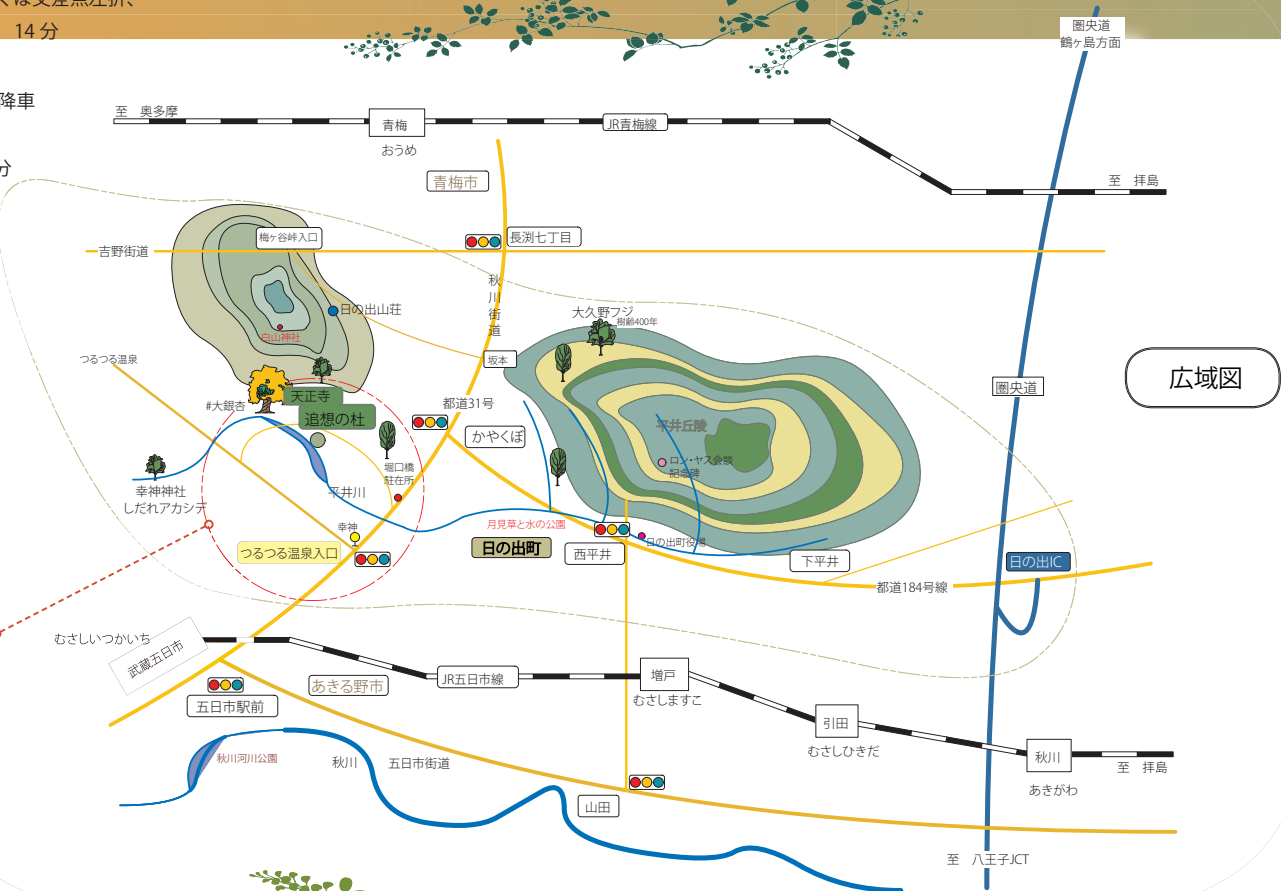 くは交差点左折、
14 分
降車
分
圏央道
鶴ヶ島方面
至 奥多摩
青梅
おうめ
JR青梅線
至 拝島
青梅市
梅ヶ谷峠入口
長渕七丁目
吉野街道
秋川街道
日の出山荘
白山神社
大久野フジ
樹齢400年
つるつる温泉
坂本
圏央道
広域図
#大銀杏
天正寺
追想の杜
都道31号
かやくぼ
平井丘陵
ロン・ヤス会談
記念碑
堀口橋
駐在所
幸神神社
しだれアカシデ
平井川
幸神
月見草と水の公園
つるつる温泉入口
日の出町
西平井
日の出町役場
下平井
日の出IC
都道184号線
むさしいつかいち
武蔵五日市
あきる野市
JR五日市線
増戸
むさしますこ
五日市駅前
引田
むさしひきだ
秋川河川公園
秋川
五日市街道
秋川
至 拝島
あきがわ
山田
至 八王子JCT